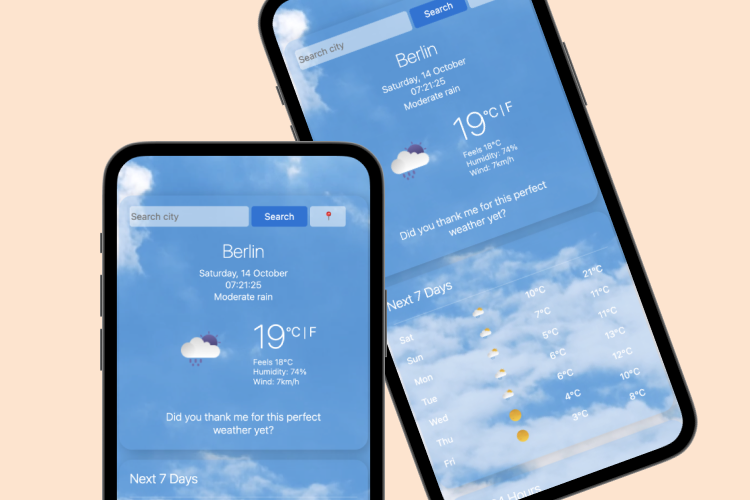 Search city
Search
Berlin
Saturday, 14 October
07:21:25
Moderate rain
19 °C | F
Feels 18°C
Humidity: 74%
Wind: 7km/h
Did you thank me for this perfect
weather yet?
Next 7 Days
Search city
Search
Berlin
Saturday, 14 October
07:21:25
Moderate rain
19 °C | F
Feels 18°C
Humidity: 74%
Wind: 7km/h
Did you thank me for this perfect
weather yet?
Next 7 Days
Sat 10°C 21°C
Sun 7°C 11°C
Mon 5°C 11°C
Tue 6°C 13°C
Wed 6°C 12°C
Thu 4°C 10°C
Fri 3°C 8°C
Hours